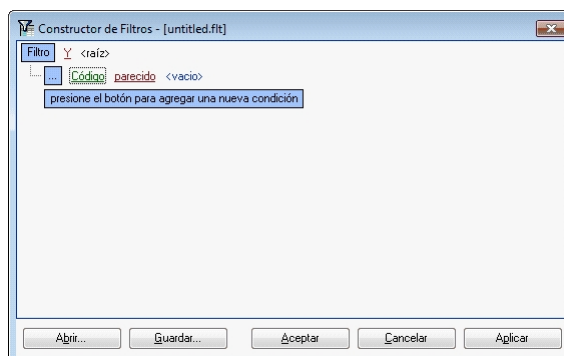 Constructor de Filtros - [untitled.flt]
Filtro Y <raíz>
... Código parecido <vacio>
presione el botón para agregar una nueva condición
Abrir... Guardar... Aceptar Cancelar Aplicar